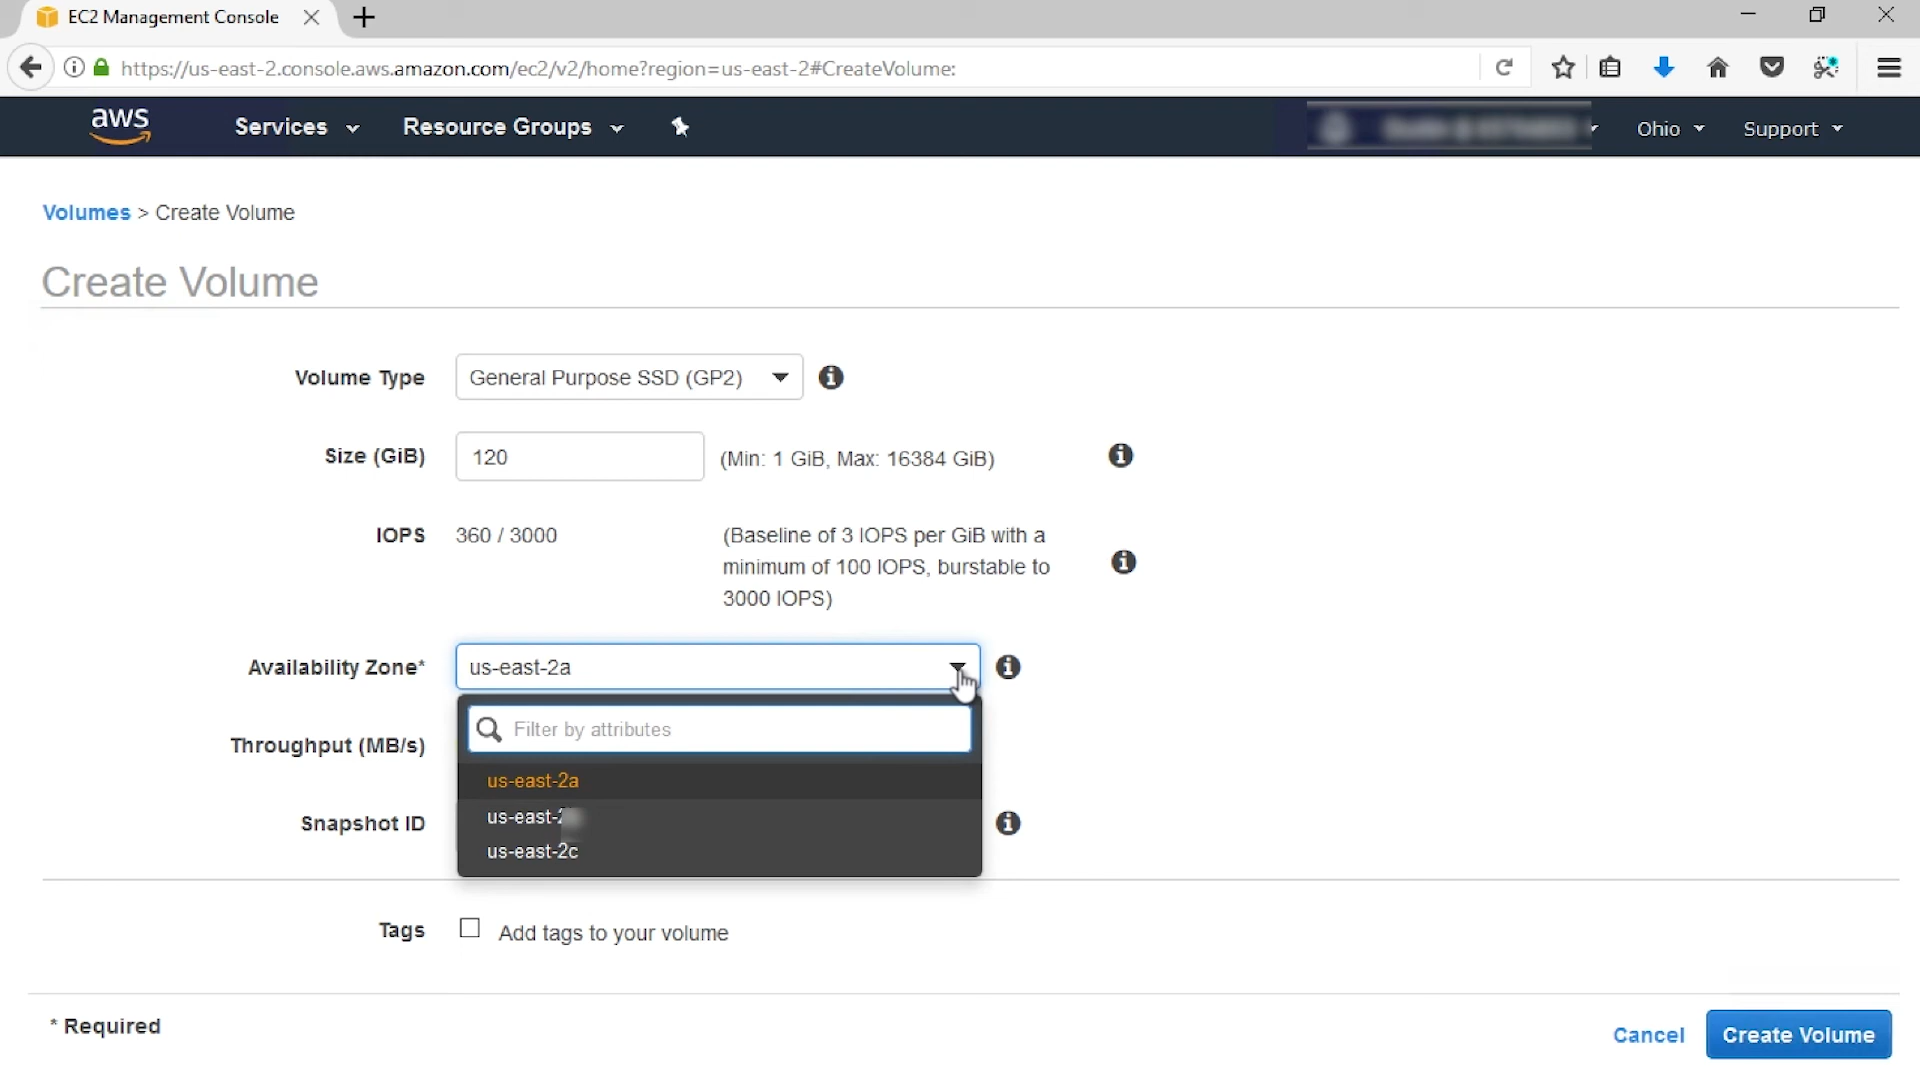 EC2 Management Console
https://us-east-2.console.aws.amazon.com/ec2/v2/home?region=us-east-2#CreateVolume:
aws Services Resource Groups Ohio Support
Volumes > Create Volume
Create Volume
Volume Type General Purpose SSD (GP2)
Size (GiB) 120 (Min: 1 GiB, Max: 16384 GiB)
IOPS 360 / 3000 (Baseline of 3 IOPS per GiB with a
minimum of 100 IOPS, burstable to
3000 IOPS)
Availability Zone* us-east-2a
Filter by attributes
Throughput (MB/s)
us-east-2a
us-east-2
Snapshot ID
us-east-2c
Tags Add tags to your volume
* Required
Cancel Create Volume